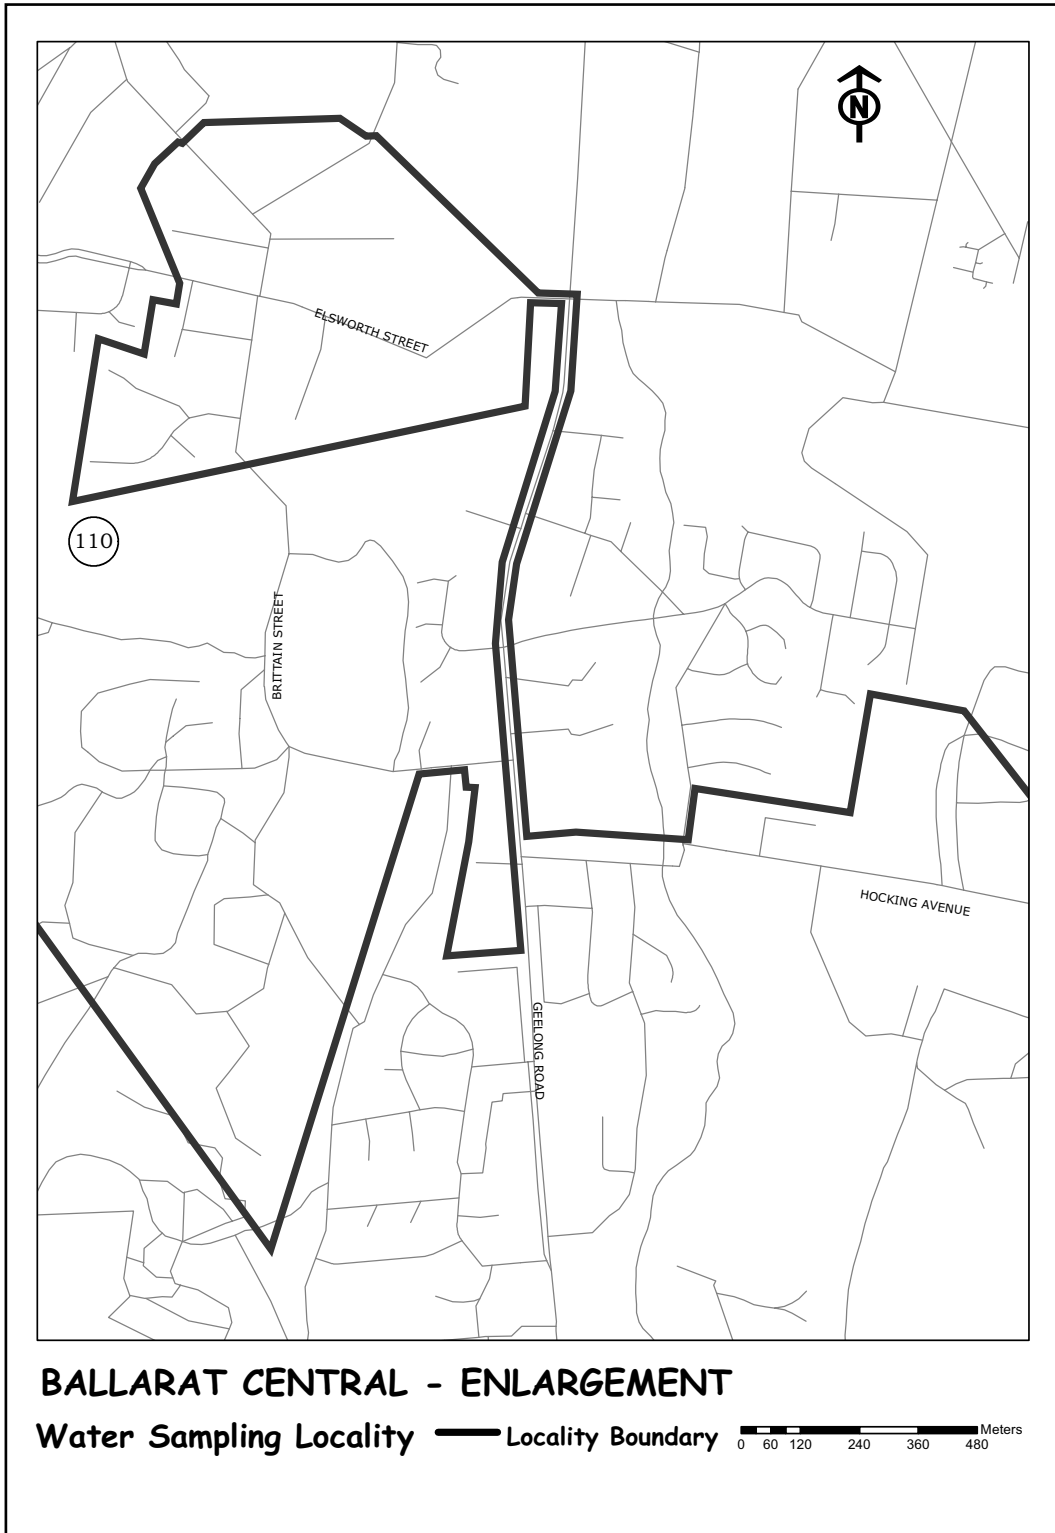 N
ELSWORTH STREET
110
BRITTAIN STREET
HOCKING AVENUE
GEELONG ROAD
BALLARAT CENTRAL - ENLARGEMENT
Water Sampling Locality
Locality Boundary
Meters
0 60 120 240 360 480